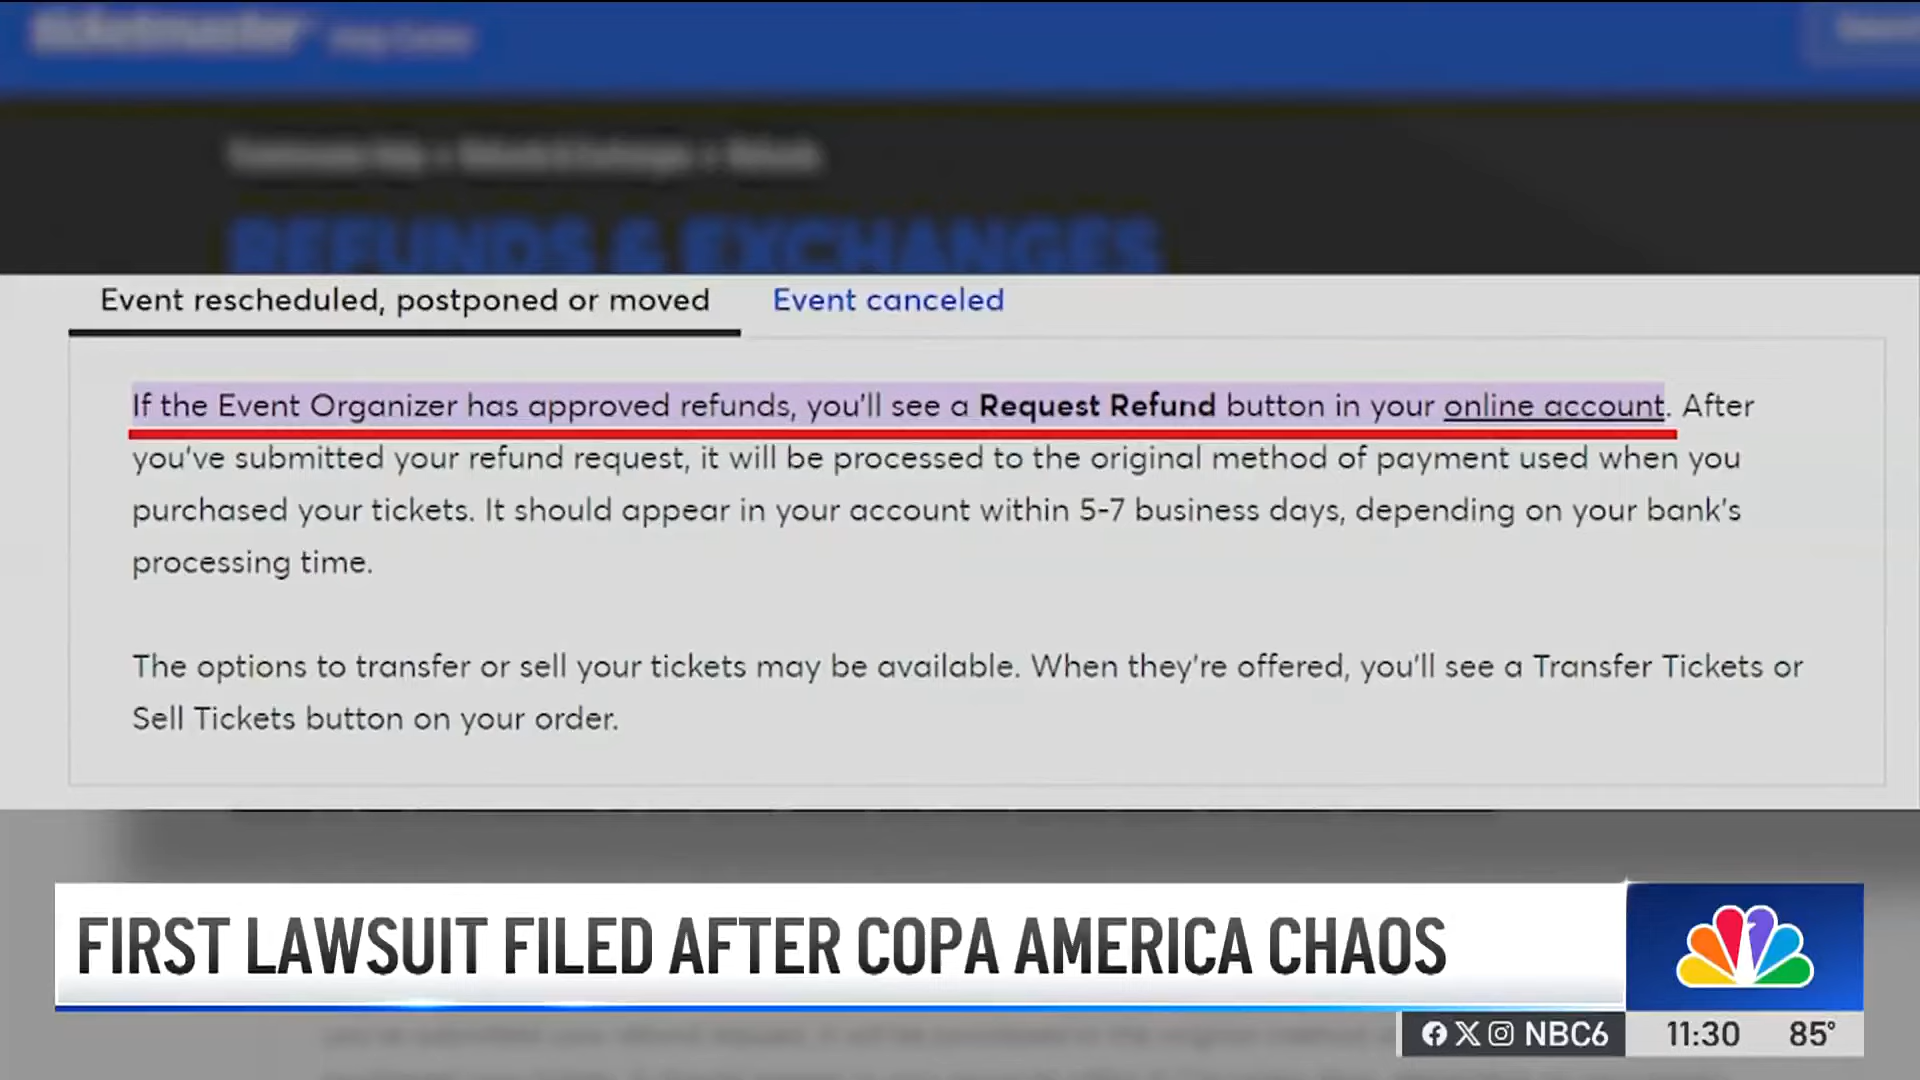 ticketmaster Help Center
REFUNDS & EXCHANGES
Event rescheduled, postponed or moved
Event canceled
If the Event Organizer has approved refunds, you'll see a Request Refund button in your online account. After
you've submitted your refund request, it will be processed to the original method of payment used when you
purchased your tickets. It should appear in your account within 5-7 business days, depending on your bank's
processing time.
The options to transfer or sell your tickets may be available. When they're offered, you'll see a Transfer Tickets or
Sell Tickets button on your order.
FIRST LAWSUIT FILED AFTER COPA AMERICA CHAOS
NBC6
11:30 85°